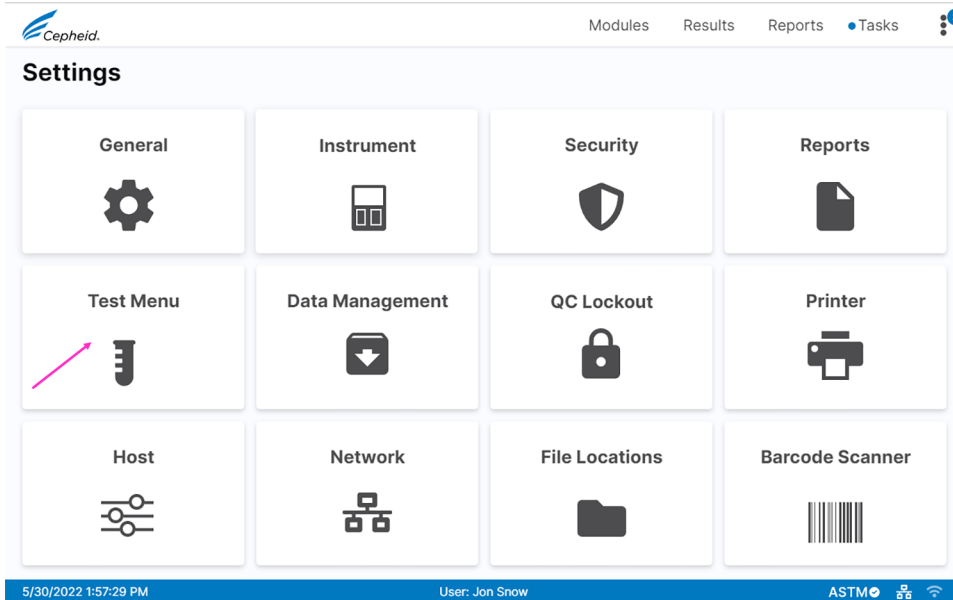 Cepheid.
Modules Results Reports Tasks
Settings
General Instrument Security Reports
Test Menu Data Management QC Lockout Printer
Host Network File Locations Barcode Scanner
5/30/2022 1:57:29 PM User: Jon Snow ASTM